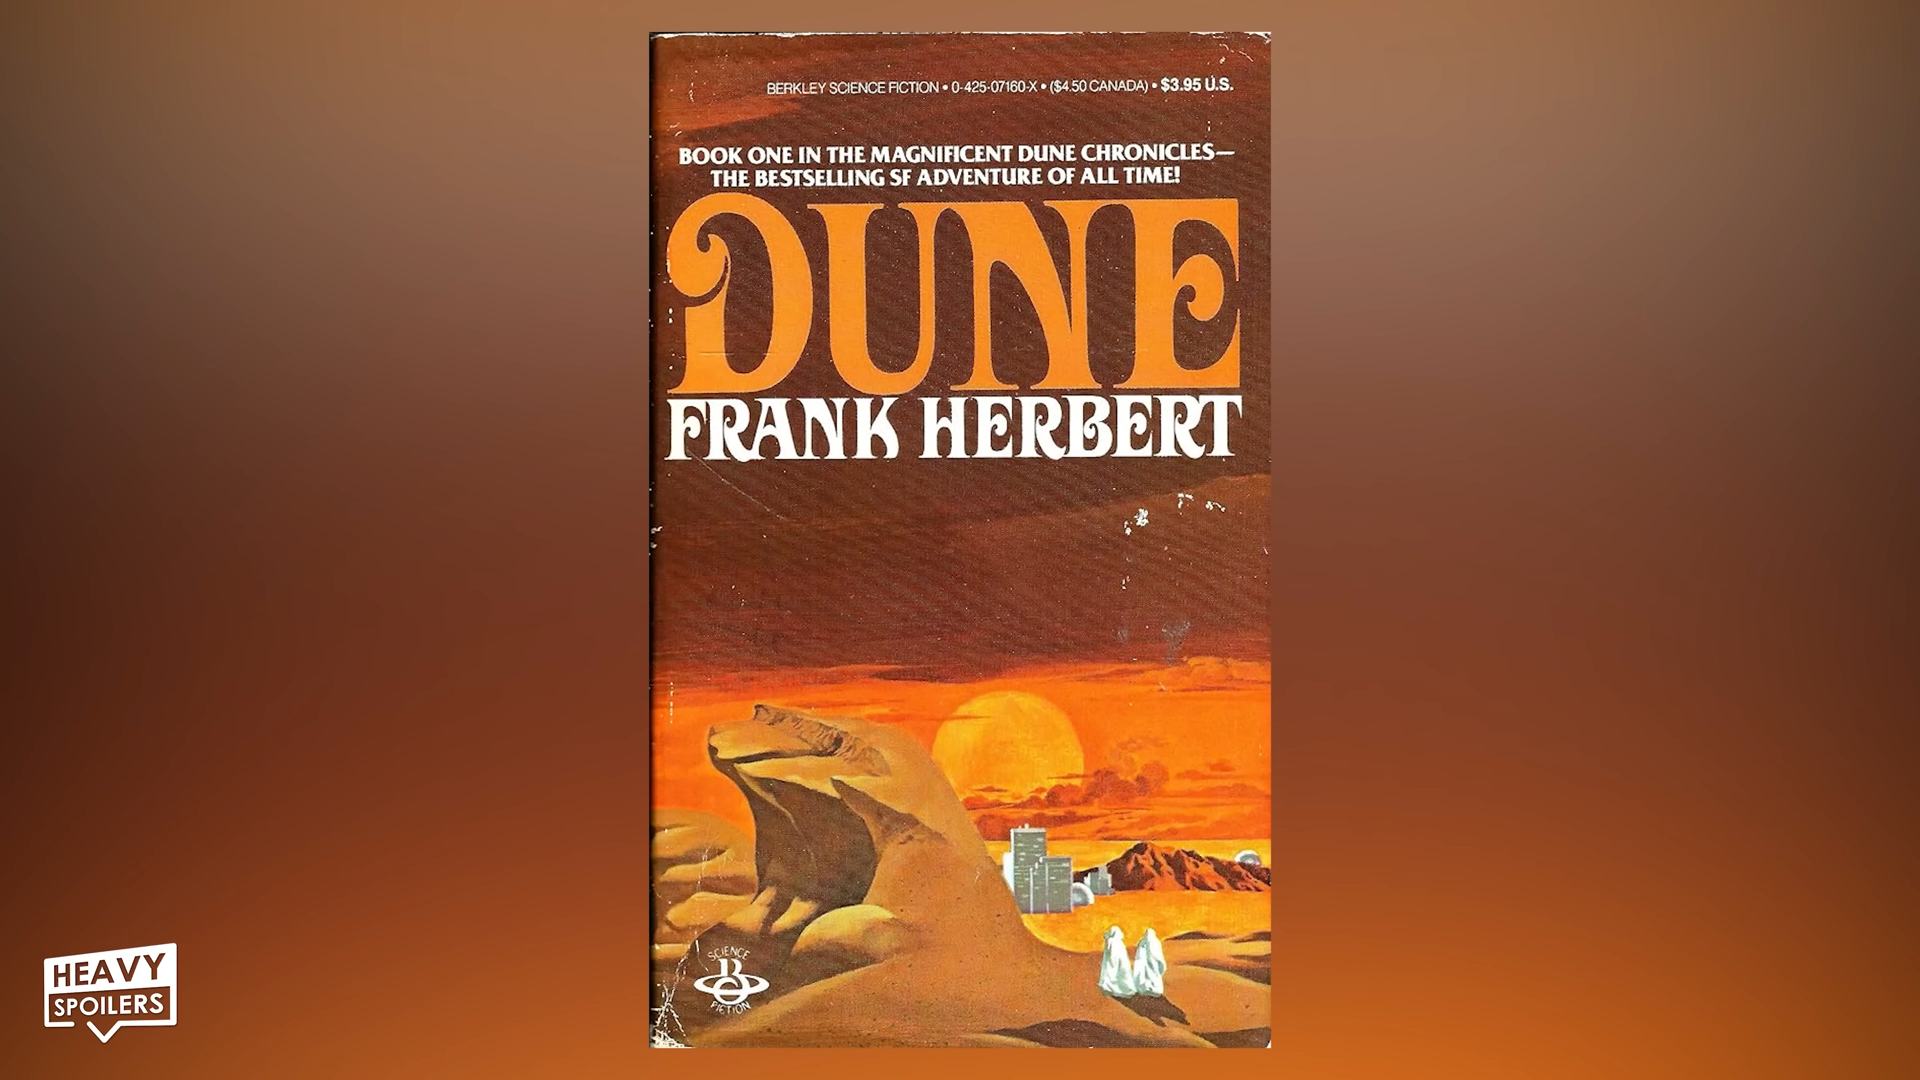 BERKLEY SCIENCE FICTION • 0-425-07160-X • ($4.50 CANADA) • $3.95 U.S.
BOOK ONE IN THE MAGNIFICENT DUNE CHRONICLES—
THE BESTSELLING SF ADVENTURE OF ALL TIME!
DUNE
FRANK HERBERT
SCIENCE
B
FICTION
HEAVY
SPOILERS